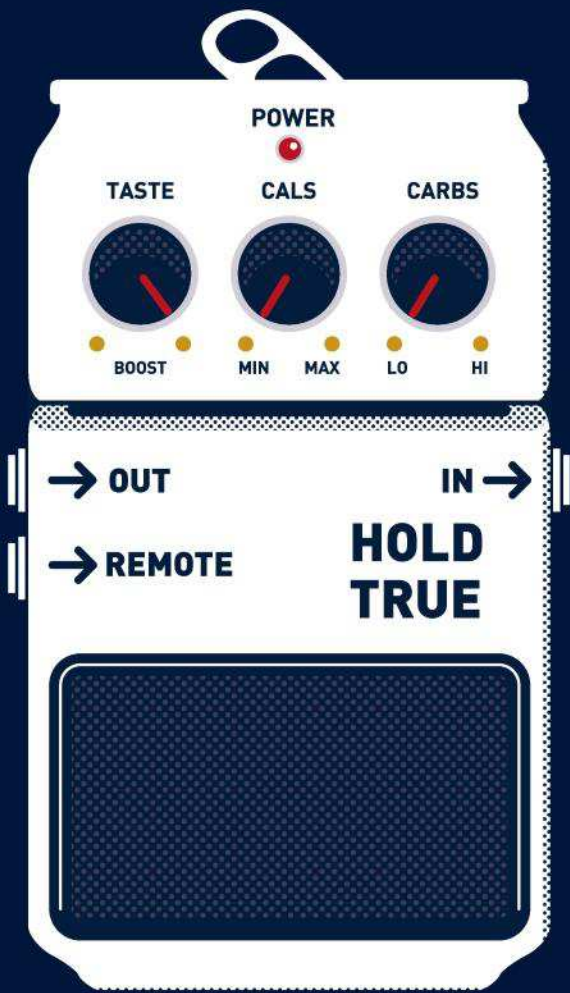 POWER
TASTE CALS CARBS
BOOST MIN MAX LO HI
OUT IN
REMOTE
HOLD
TRUE